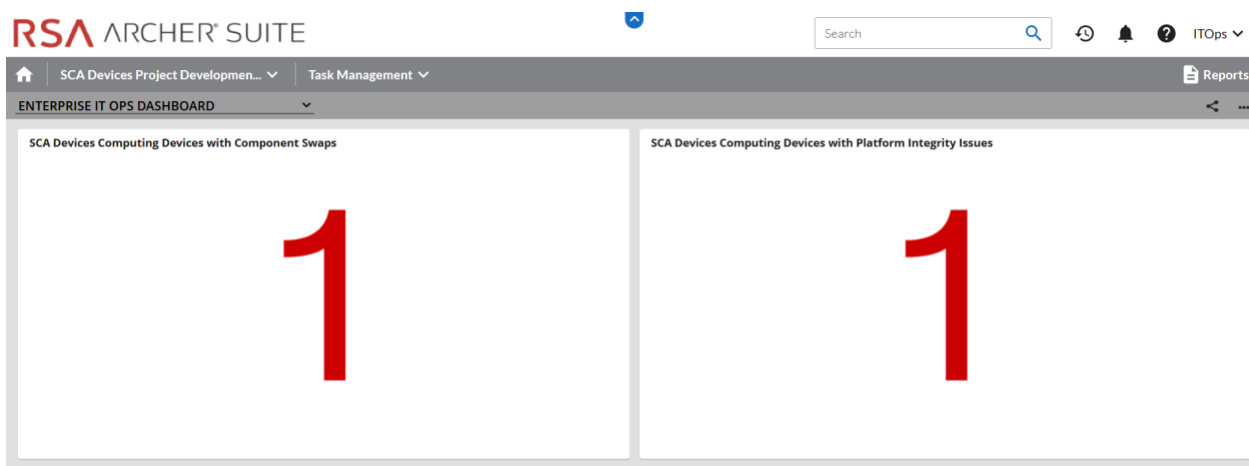 RSA ARCHER® SUITE
Search
ITOps
SCA Devices Project Developmen...
Task Management
Reports
ENTERPRISE IT OPS DASHBOARD
SCA Devices Computing Devices with Component Swaps
SCA Devices Computing Devices with Platform Integrity Issues
1
1